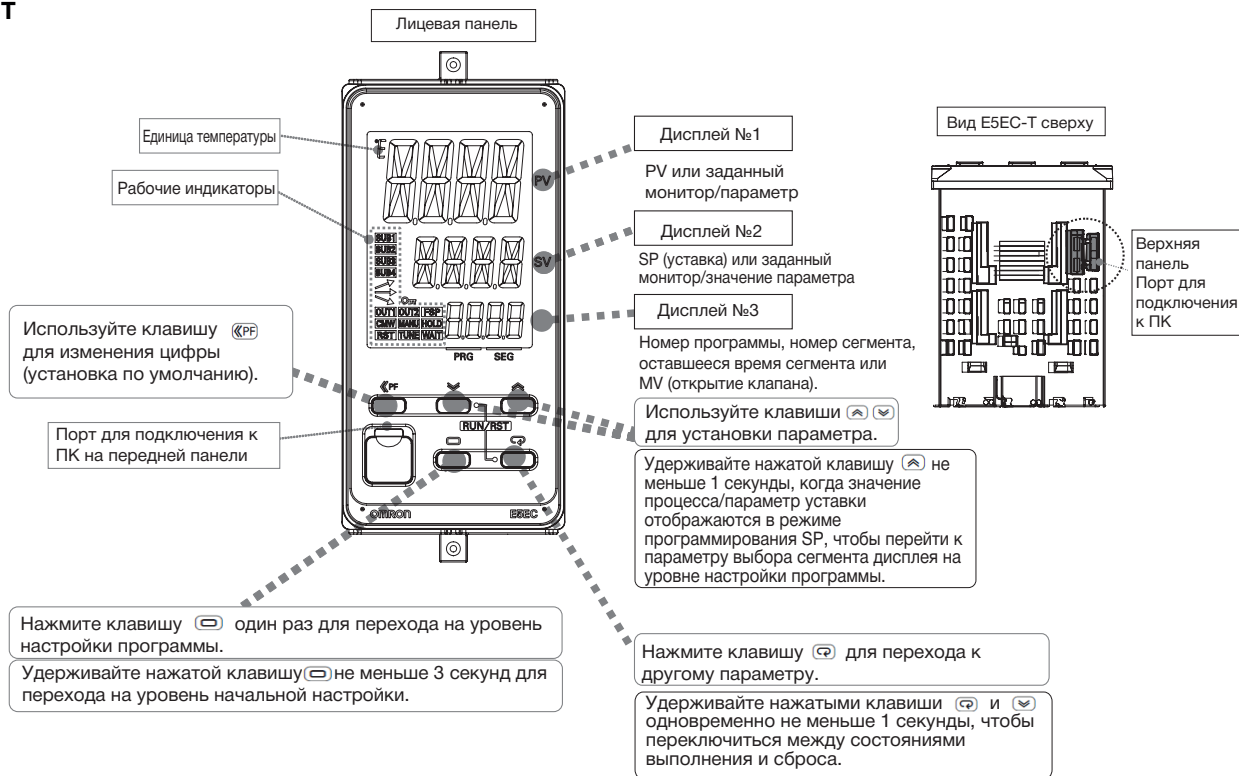 T
Лицевая панель
Единица температуры
Рабочие индикаторы
PV
SV
SUB1
SUB2
SUB3
SUB4
OUT1 OUT2 FSP
CMW MANU HOLD
RST TUNE WAIT
PRG SEG
PF
RUN/RST
omron E5EC
Используйте клавишу PF
для изменения цифры
(установка по умолчанию).
Порт для подключения к
ПК на передней панели
Дисплей №1
PV или заданный
монитор/параметр
Дисплей №2
SP (уставка) или заданный
монитор/значение параметра
Дисплей №3
Номер программы, номер сегмента,
оставшееся время сегмента или
MV (открытие клапана).
Используйте клавиши
для установки параметра.
Удерживайте нажатой клавишу не
меньше 1 секунды, когда значение
процесса/параметр уставки
отображаются в режиме
программирования SP, чтобы перейти к
параметру выбора сегмента дисплея на
уровне настройки программы.
Вид E5EC-T сверху
Верхняя
панель
Порт для
подключения
к ПК
Нажмите клавишу один раз для перехода на уровень
настройки программы.
Удерживайте нажатой клавишу не меньше 3 секунд для
перехода на уровень начальной настройки.
Нажмите клавишу для перехода к
другому параметру.
Удерживайте нажатыми клавиши и
одновременно не меньше 1 секунды, чтобы
переключиться между состояниями
выполнения и сброса.